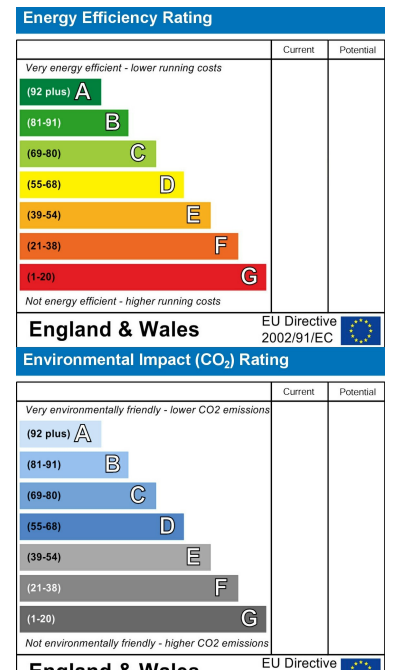 Energy Efficiency Rating
Current Potential
Very energy efficient - lower running costs
(92 plus) A
(81-91) B
(69-80) C
(55-68) D
(39-54) E
(21-38) F
(1-20) G
Not energy efficient - higher running costs
England & Wales EU Directive 2002/91/EC
Environmental Impact (CO₂) Rating
Current Potential
Very environmentally friendly - lower CO2 emissions
(92 plus) A
(81-91) B
(69-80) C
(55-68) D
(39-54) E
(21-38) F
(1-20) G
Not environmentally friendly - higher CO2 emissions
England & Wales EU Directive